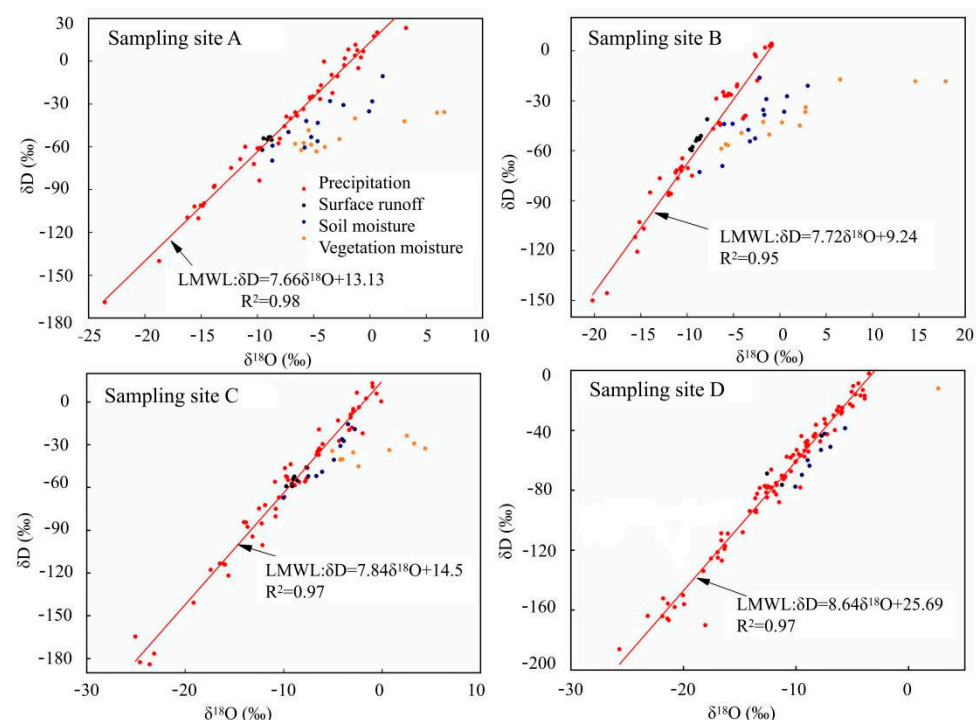 Sampling site A
30
0
-30
-60
-90
-120
-150
-180
δD (‰)
Precipitation
Surface runoff
Soil moisture
Vegetation moisture
LMWL:δD=7.66δ¹⁸O+13.13
R²=0.98
-25 -20 -15 -10 -5 0 5 10
δ¹⁸O (‰)
Sampling site B
0
-30
-60
-90
-120
-150
δD (‰)
LMWL:δD=7.72δ¹⁸O+9.24
R²=0.95
-20 -15 -10 -5 0 5 10 15 20
δ¹⁸O (‰)
Sampling site C
0
-30
-60
-90
-120
-150
-180
δD (‰)
LMWL:δD=7.84δ¹⁸O+14.5
R²=0.97
-30 -25 -20 -15 -10 -5 0 5 10
δ¹⁸O (‰)
Sampling site D
0
-40
-80
-120
-160
-200
δD (‰)
LMWL:δD=8.64δ¹⁸O+25.69
R²=0.97
-30 -20 -10 0
δ¹⁸O (‰)